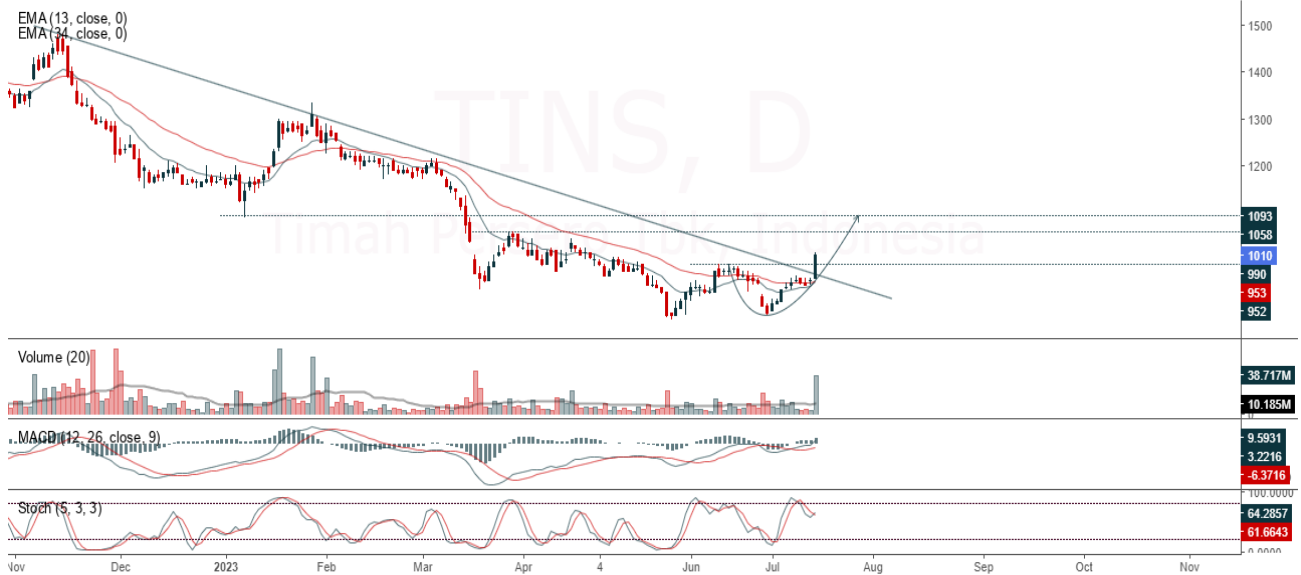 EMA (13, close, 0)
EMA (34, close, 0)
TINS, D
Timah Persero Tbk., Indonesia
1500
1400
1300
1200
1093
1058
1010
990
953
952
Volume (20)
38.717M
10.185M
0
MACD (12, 26, close, 9)
9.5931
3.2216
-6.3716
Stoch (5, 3, 3)
100.0000
64.2857
61.6643
0.0000
Nov Dec 2023 Feb Mar Apr 4 Jun Jul Aug Sep Oct Nov